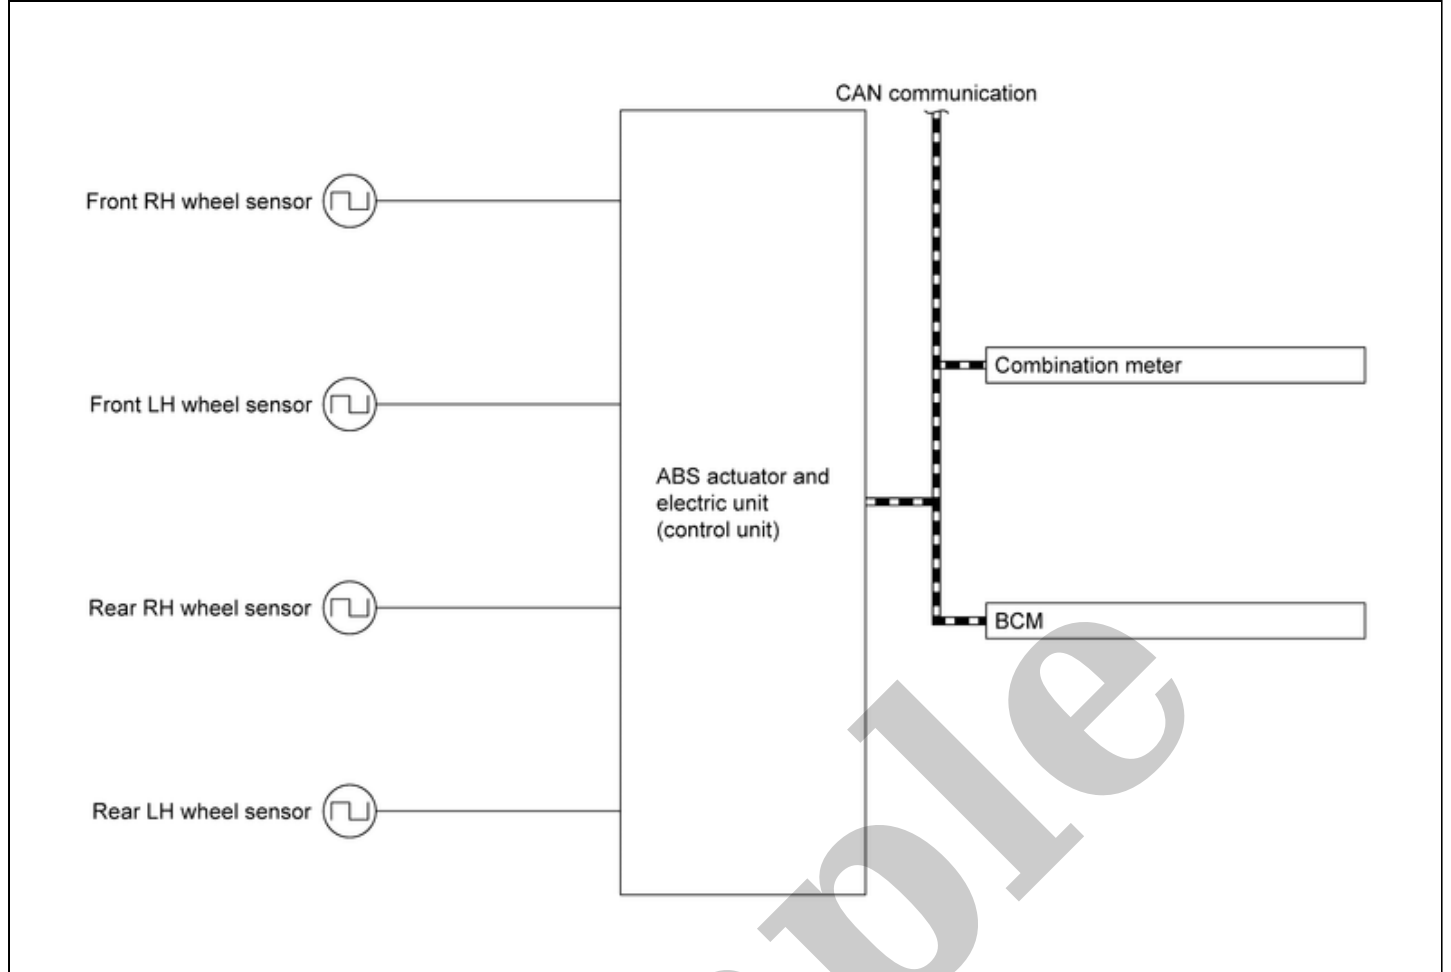 CAN communication
Front RH wheel sensor
Combination meter
Front LH wheel sensor
ABS actuator and
electric unit
(control unit)
Rear RH wheel sensor
BCM
Rear LH wheel sensor
ple